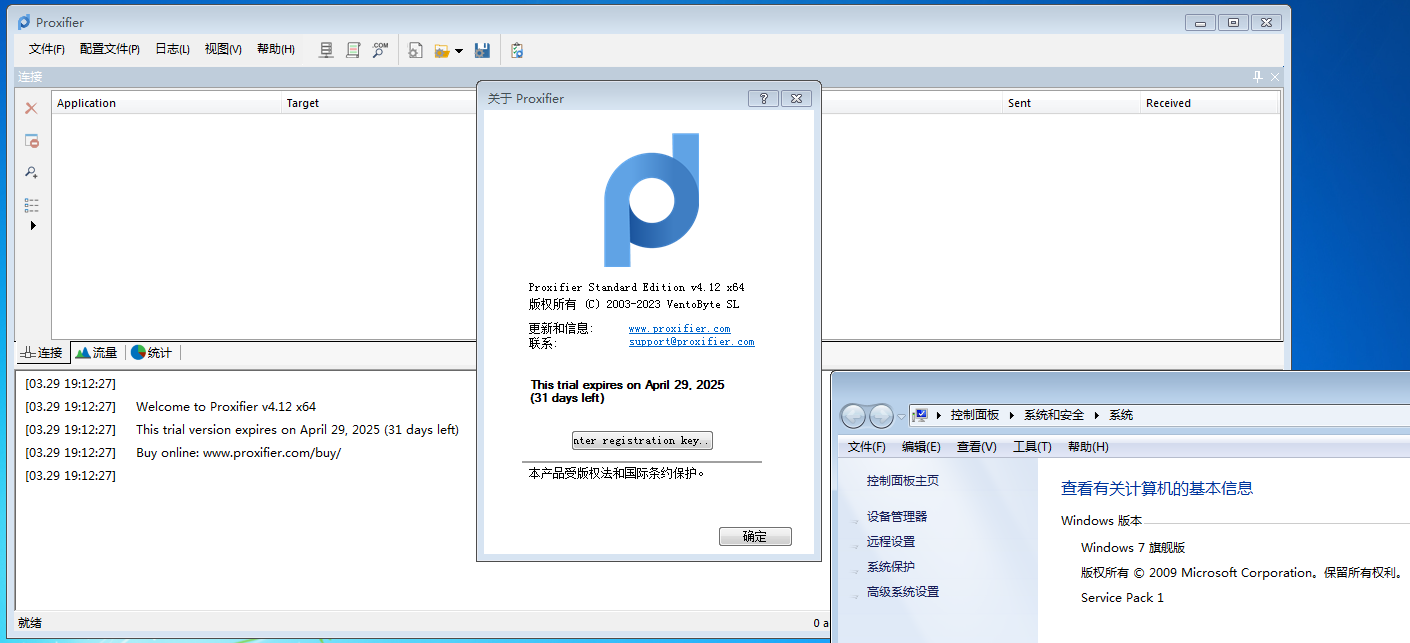 Proxifier
文件(F) 配置文件(P) 日志(L) 视图(V) 帮助(H)
连接
Application Target Sent Received
关于 Proxifier
Proxifier Standard Edition v4.12 x64
版权所有 (C) 2003-2023 VentoByte SL
更新和信息: www.proxifier.com
联系: support@proxifier.com
This trial expires on April 29, 2025
(31 days left)
nter registration key..
本产品受版权法和国际条约保护。
确定
连接 流量 统计
[03.29 19:12:27]
[03.29 19:12:27] Welcome to Proxifier v4.12 x64
[03.29 19:12:27] This trial version expires on April 29, 2025 (31 days left)
[03.29 19:12:27] Buy online: www.proxifier.com/buy/
[03.29 19:12:27]
就绪 0 a
控制面板 系统和安全 系统
文件(F) 编辑(E) 查看(V) 工具(T) 帮助(H)
控制面板主页
设备管理器
远程设置
系统保护
高级系统设置
查看有关计算机的基本信息
Windows 版本
Windows 7 旗舰版
版权所有 © 2009 Microsoft Corporation。保留所有权利。
Service Pack 1